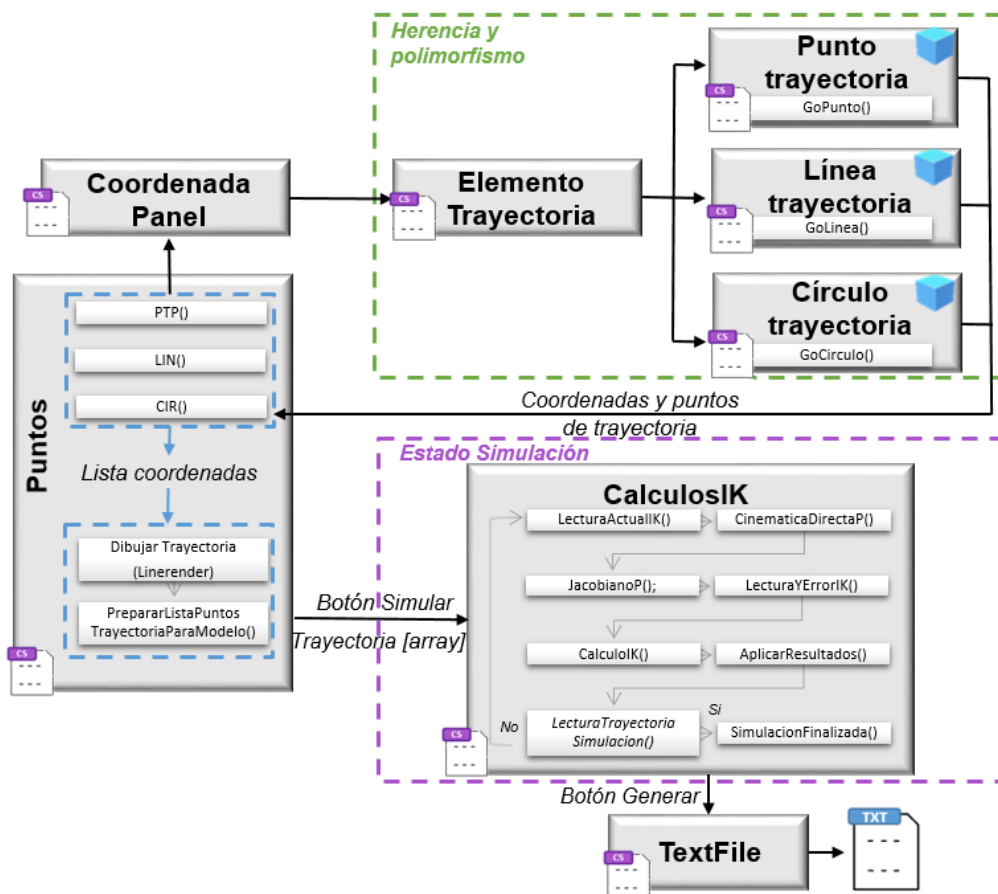 Herencia y
polimorfismo
Punto
trayectoria
CS
GoPunto()
Coordenada
Panel
CS
Elemento
Trayectoria
CS
Línea
trayectoria
CS
GoLinea()
Círculo
trayectoria
CS
GoCirculo()
Puntos
PTP()
LIN()
CIR()
Coordenadas y puntos
de trayectoria
Lista coordenadas
Dibujar Trayectoria
(Linerender)
PrepararListaPuntos
TrayectoriaParaModelo()
CS
Botón Simular
Trayectoria [array]
Estado Simulación
CalculosIK
LecturaActualIK()
CinematicaDirectaP()
JacobianoP();
LecturaYErrorIK()
CalculoIK()
AplicarResultados()
No
LecturaTrayectoria
Simulacion()
Si
SimulacionFinalizada()
CS
Botón Generar
TextFile
CS
TXT